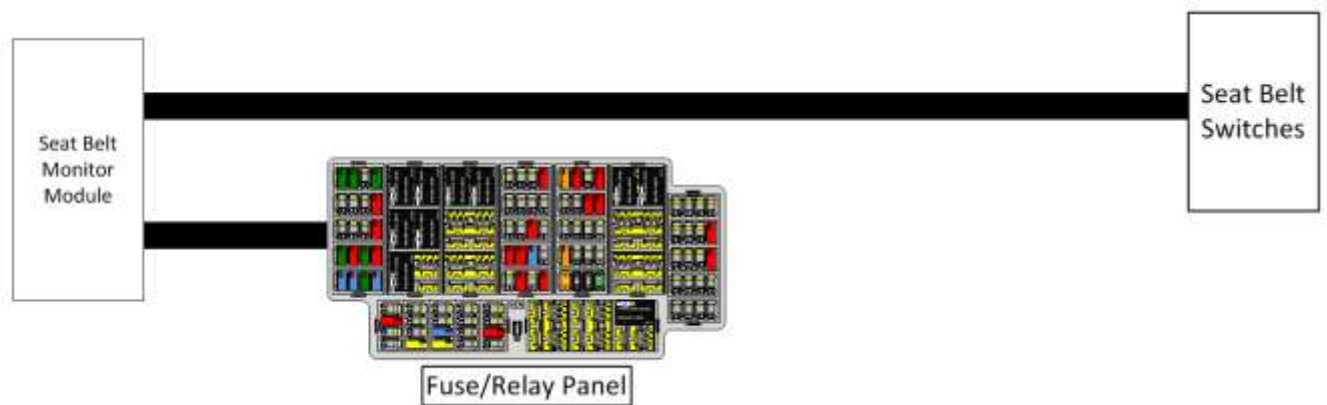 Seat Belt
Monitor
Module
Seat Belt
Switches
Fuse/Relay Panel